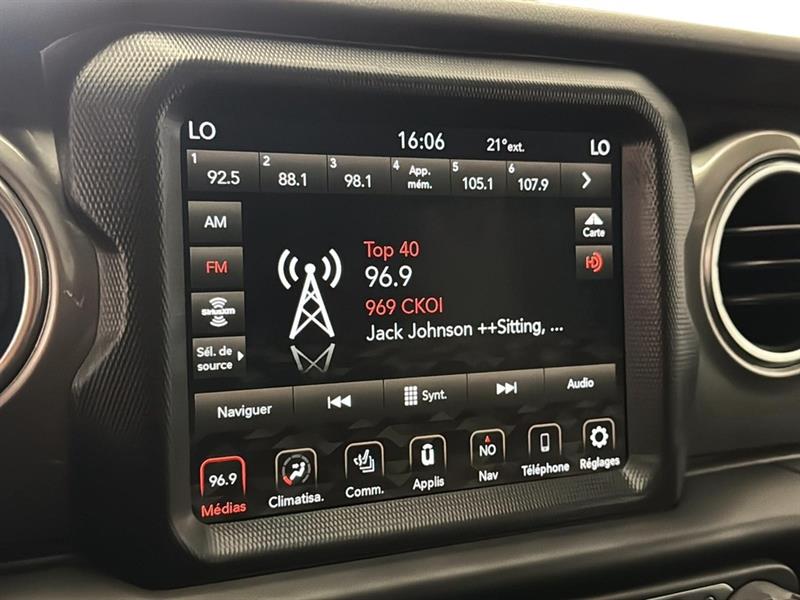 LO 16:06 21°ext. LO
1 92.5 2 88.1 3 98.1 4 App. mém. 5 105.1 6 107.9
AM
Carte
FM
HD
Top 40
96.9
969 CKOI
Jack Johnson ++Sitting, ...
SiriusXM
Sél. de
source
Naviguer
Synt.
Audio
96.9
NO
Médias
Climatisa.
Comm.
Applis
Nav
Téléphone
Réglages